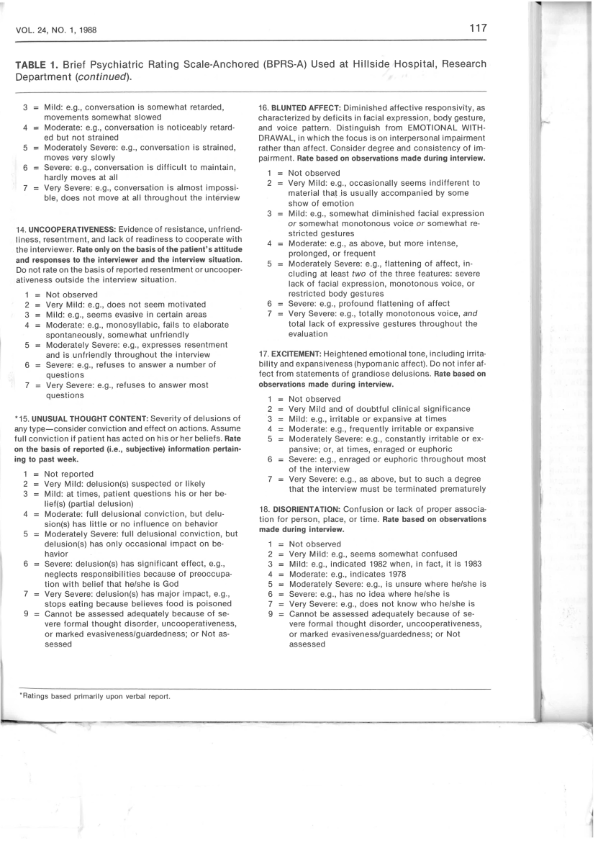 VOL. 24, NO. 1, 1988
117
TABLE 1. Brief Psychiatric Rating Scale-Anchored (BPRS-A) Used at Hillside Hospital, Research
Department (continued).
3 = Mild: e.g., conversation is somewhat retarded,
movements somewhat slowed
4 = Moderate: e.g., conversation is noticeably retard-
ed but not strained
5 = Moderately Severe: e.g., conversation is strained,
moves very slowly
6 = Severe: e.g., conversation is difficult to maintain,
hardly moves at all
7 = Very Severe: e.g., conversation is almost impossi-
ble, does not move at all throughout the interview
14. UNCOOPERATIVENESS: Evidence of resistance, unfriend-
liness, resentment, and lack of readiness to cooperate with
the interviewer. Rate only on the basis of the patient's attitude
and responses to the interviewer and the interview situation.
Do not rate on the basis of reported resentment or uncooper-
ativeness outside the interview situation.
1 = Not observed
2 = Very Mild: e.g., does not seem motivated
3 = Mild: e.g., seems evasive in certain areas
4 = Moderate: e.g., monosyllabic, fails to elaborate
spontaneously, somewhat unfriendly
5 = Moderately Severe: e.g., expresses resentment
and is unfriendly throughout the interview
6 = Severe: e.g., refuses to answer a number of
questions
7 = Very Severe: e.g., refuses to answer most
questions
*15. UNUSUAL THOUGHT CONTENT: Severity of delusions of
any type—consider conviction and effect on actions. Assume
full conviction if patient has acted on his or her beliefs. Rate
on the basis of reported (i.e., subjective) information pertain-
ing to past week.
1 = Not reported
2 = Very Mild: delusion(s) suspected or likely
3 = Mild: at times, patient questions his or her be-
lief(s) (partial delusion)
4 = Moderate: full delusional conviction, but delu-
sion(s) has little or no influence on behavior
5 = Moderately Severe: full delusional conviction, but
delusion(s) has only occasional impact on be-
havior
6 = Severe: delusion(s) has significant effect, e.g.,
neglects responsibilities because of preoccupa-
tion with belief that he/she is God
7 = Very Severe: delusion(s) has major impact, e.g.,
stops eating because believes food is poisoned
9 = Cannot be assessed adequately because of se-
vere formal thought disorder, uncooperativeness,
or marked evasiveness/guardedness; or Not as-
sessed
16. BLUNTED AFFECT: Diminished affective responsivity, as
characterized by deficits in facial expression, body gesture,
and voice pattern. Distinguish from EMOTIONAL WITH-
DRAWAL, in which the focus is on interpersonal impairment
rather than affect. Consider degree and consistency of im-
pairment. Rate based on observations made during interview.
1 = Not observed
2 = Very Mild: e.g., occasionally seems indifferent to
material that is usually accompanied by some
show of emotion
3 = Mild: e.g., somewhat diminished facial expression
or somewhat monotonous voice or somewhat re-
stricted gestures
4 = Moderate: e.g., as above, but more intense,
prolonged, or frequent
5 = Moderately Severe: e.g., flattening of affect, in-
cluding at least two of the three features: severe
lack of facial expression, monotonous voice, or
restricted body gestures
6 = Severe: e.g., profound flattening of affect
7 = Very Severe: e.g., totally monotonous voice, and
total lack of expressive gestures throughout the
evaluation
17. EXCITEMENT: Heightened emotional tone, including irrita-
bility and expansiveness (hypomanic affect). Do not infer af-
fect from statements of grandiose delusions. Rate based on
observations made during interview.
1 = Not observed
2 = Very Mild and of doubtful clinical significance
3 = Mild: e.g., irritable or expansive at times
4 = Moderate: e.g., frequently irritable or expansive
5 = Moderately Severe: e.g., constantly irritable or ex-
pansive; or, at times, enraged or euphoric
6 = Severe: e.g., enraged or euphoric throughout most
of the interview
7 = Very Severe: e.g., as above, but to such a degree
that the interview must be terminated prematurely
18. DISORIENTATION: Confusion or lack of proper associa-
tion for person, place, or time. Rate based on observations
made during interview.
1 = Not observed
2 = Very Mild: e.g., seems somewhat confused
3 = Mild: e.g., indicated 1982 when, in fact, it is 1983
4 = Moderate: e.g., indicates 1978
5 = Moderately Severe: e.g., is unsure where he/she is
6 = Severe: e.g., has no idea where he/she is
7 = Very Severe: e.g., does not know who he/she is
9 = Cannot be assessed adequately because of se-
vere formal thought disorder, uncooperativeness,
or marked evasiveness/guardedness; or Not
assessed
*Ratings based primarily upon verbal report.